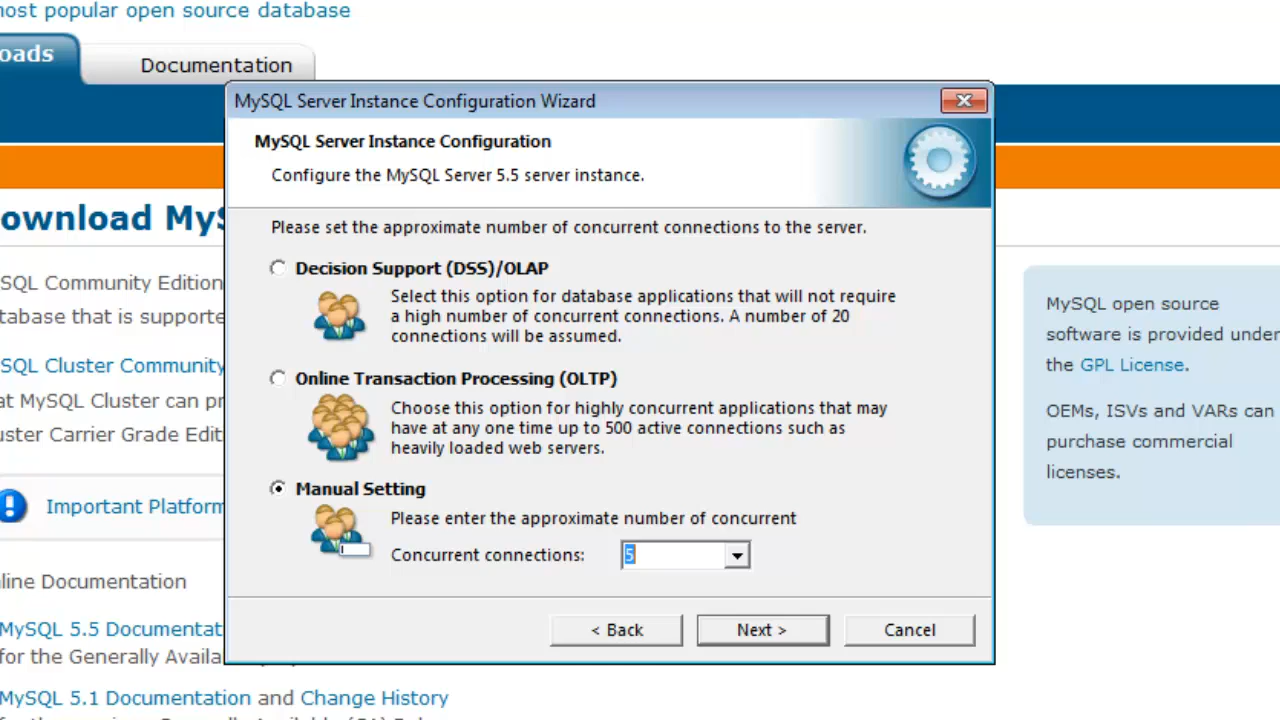 most popular open source database
oads
Documentation
MySQL Server Instance Configuration Wizard
MySQL Server Instance Configuration
Configure the MySQL Server 5.5 server instance.
ownload MyS
Please set the approximate number of concurrent connections to the server.
Decision Support (DSS)/OLAP
Select this option for database applications that will not require
a high number of concurrent connections. A number of 20
connections will be assumed.
Online Transaction Processing (OLTP)
Choose this option for highly concurrent applications that may
have at any one time up to 500 active connections such as
heavily loaded web servers.
Manual Setting
Please enter the approximate number of concurrent
Concurrent connections:
5
< Back
Next >
Cancel
SQL Community Edition
tabase that is supporte
SQL Cluster Community
at MySQL Cluster can pr
uster Carrier Grade Edit
Important Platform
line Documentation
MySQL 5.5 Documentat
for the Generally Availa
MySQL 5.1 Documentation and Change History
MySQL open source
software is provided under
the GPL License.
OEMs, ISVs and VARs can
purchase commercial
licenses.